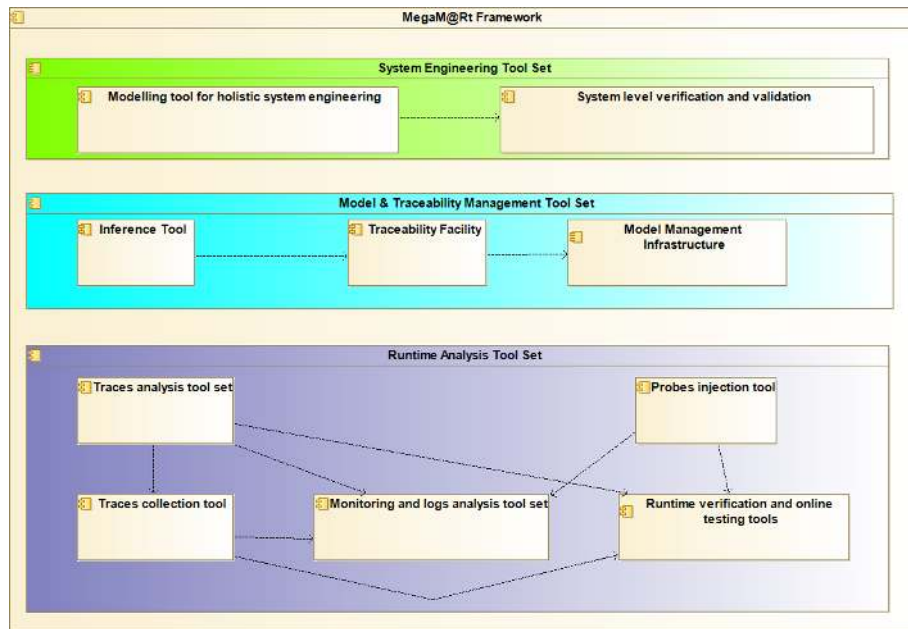 MegaM@Rt Framework
System Engineering Tool Set
Modelling tool for holistic system engineering
System level verification and validation
Model & Traceability Management Tool Set
Inference Tool
Traceability Facility
Model Management
Infrastructure
Runtime Analysis Tool Set
Traces analysis tool set
Probes injection tool
Traces collection tool
Monitoring and logs analysis tool set
Runtime verification and online
testing tools